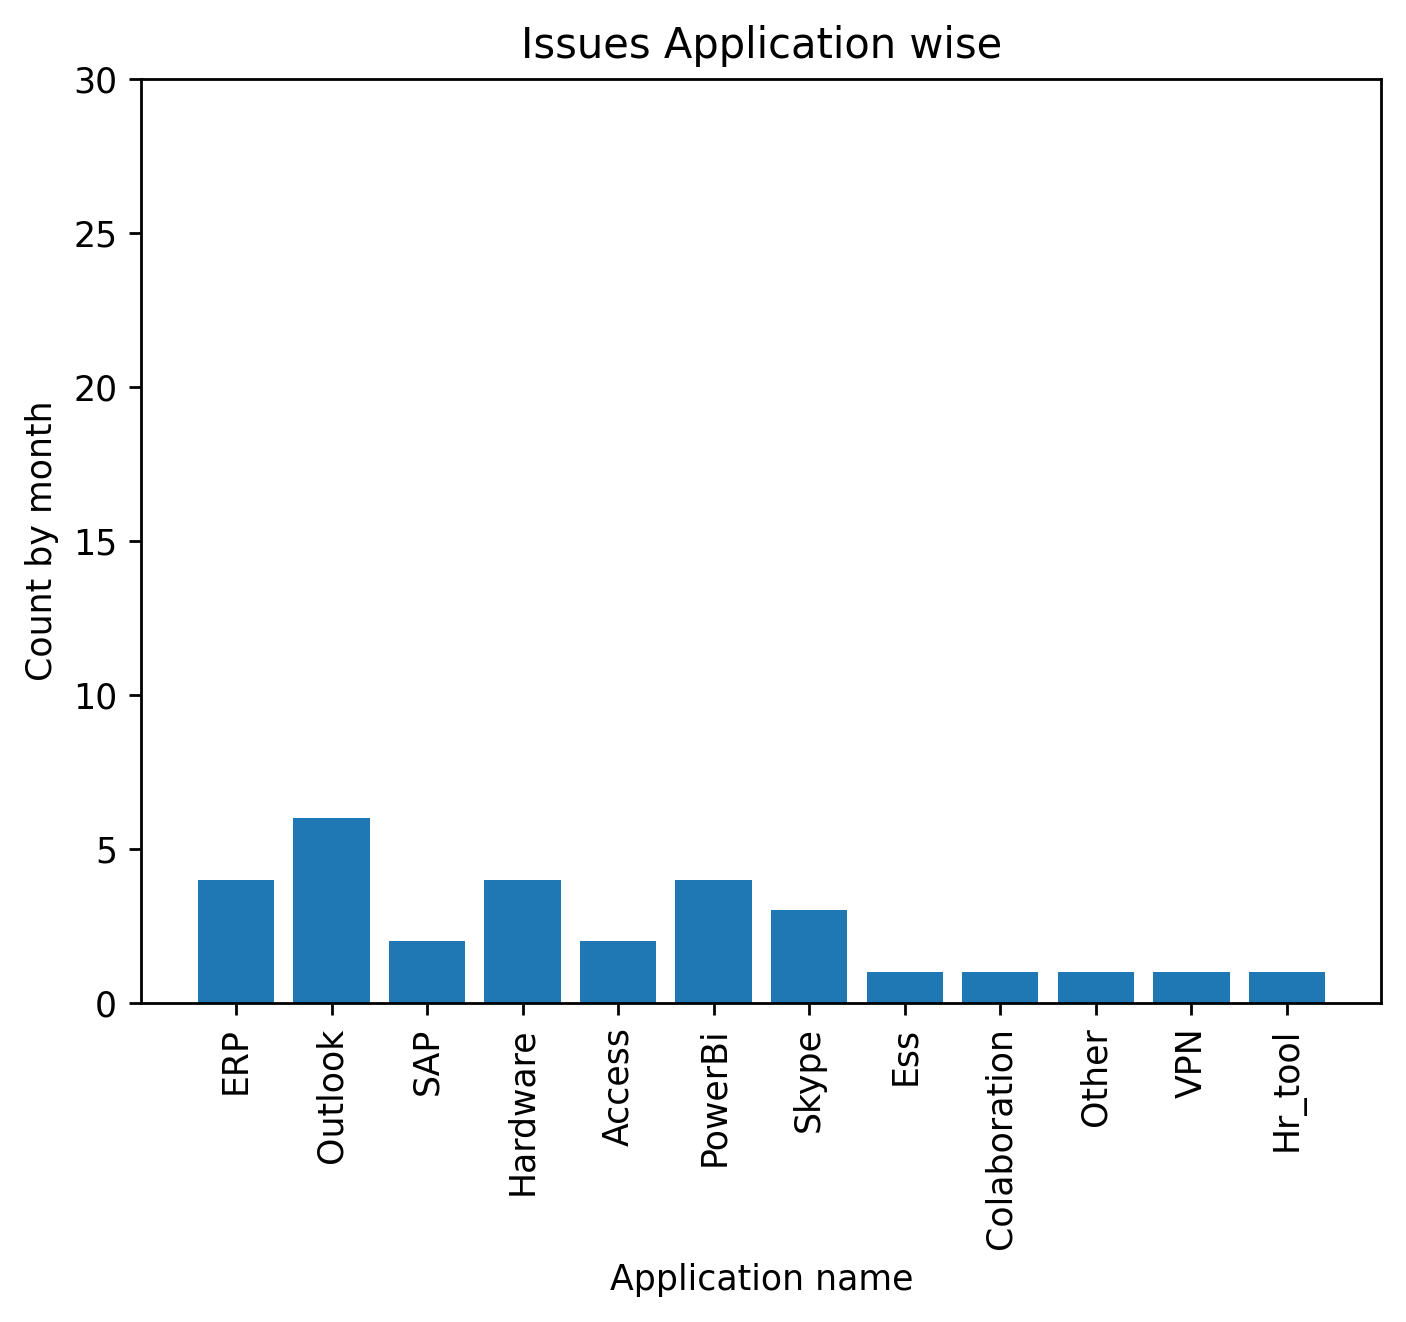 Issues Application wise
30
25
20
15
10
5
0
Count by month
ERP
Outlook
SAP
Hardware
Access
PowerBi
Skype
Ess
Colaboration
Other
VPN
Hr_tool
Application name